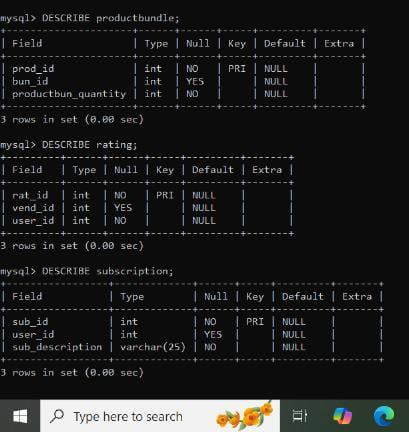 mysql> DESCRIBE productbundle;
+--------------------+------+------+-----+---------+-------+
| Field              | Type | Null | Key | Default | Extra |
+--------------------+------+------+-----+---------+-------+
| prod_id            | int  | NO   | PRI | NULL    |       |
| bun_id             | int  | YES  |     | NULL    |       |
| productbun_quantity | int  | NO   |     | NULL    |       |
+--------------------+------+------+-----+---------+-------+
3 rows in set (0.00 sec)
mysql> DESCRIBE rating;
+---------+------+------+-----+---------+-------+
| Field   | Type | Null | Key | Default | Extra |
+---------+------+------+-----+---------+-------+
| rat_id  | int  | NO   | PRI | NULL    |       |
| vend_id | int  | YES  |     | NULL    |       |
| user_id | int  | NO   |     | NULL    |       |
+---------+------+------+-----+---------+-------+
3 rows in set (0.00 sec)
mysql> DESCRIBE subscription;
+-----------------+-------------+------+-----+---------+-------+
| Field           | Type        | Null | Key | Default | Extra |
+-----------------+-------------+------+-----+---------+-------+
| sub_id          | int         | NO   | PRI | NULL    |       |
| user_id         | int         | YES  |     | NULL    |       |
| sub_description | varchar(25) | NO   |     | NULL    |       |
+-----------------+-------------+------+-----+---------+-------+
3 rows in set (0.00 sec)
Type here to search